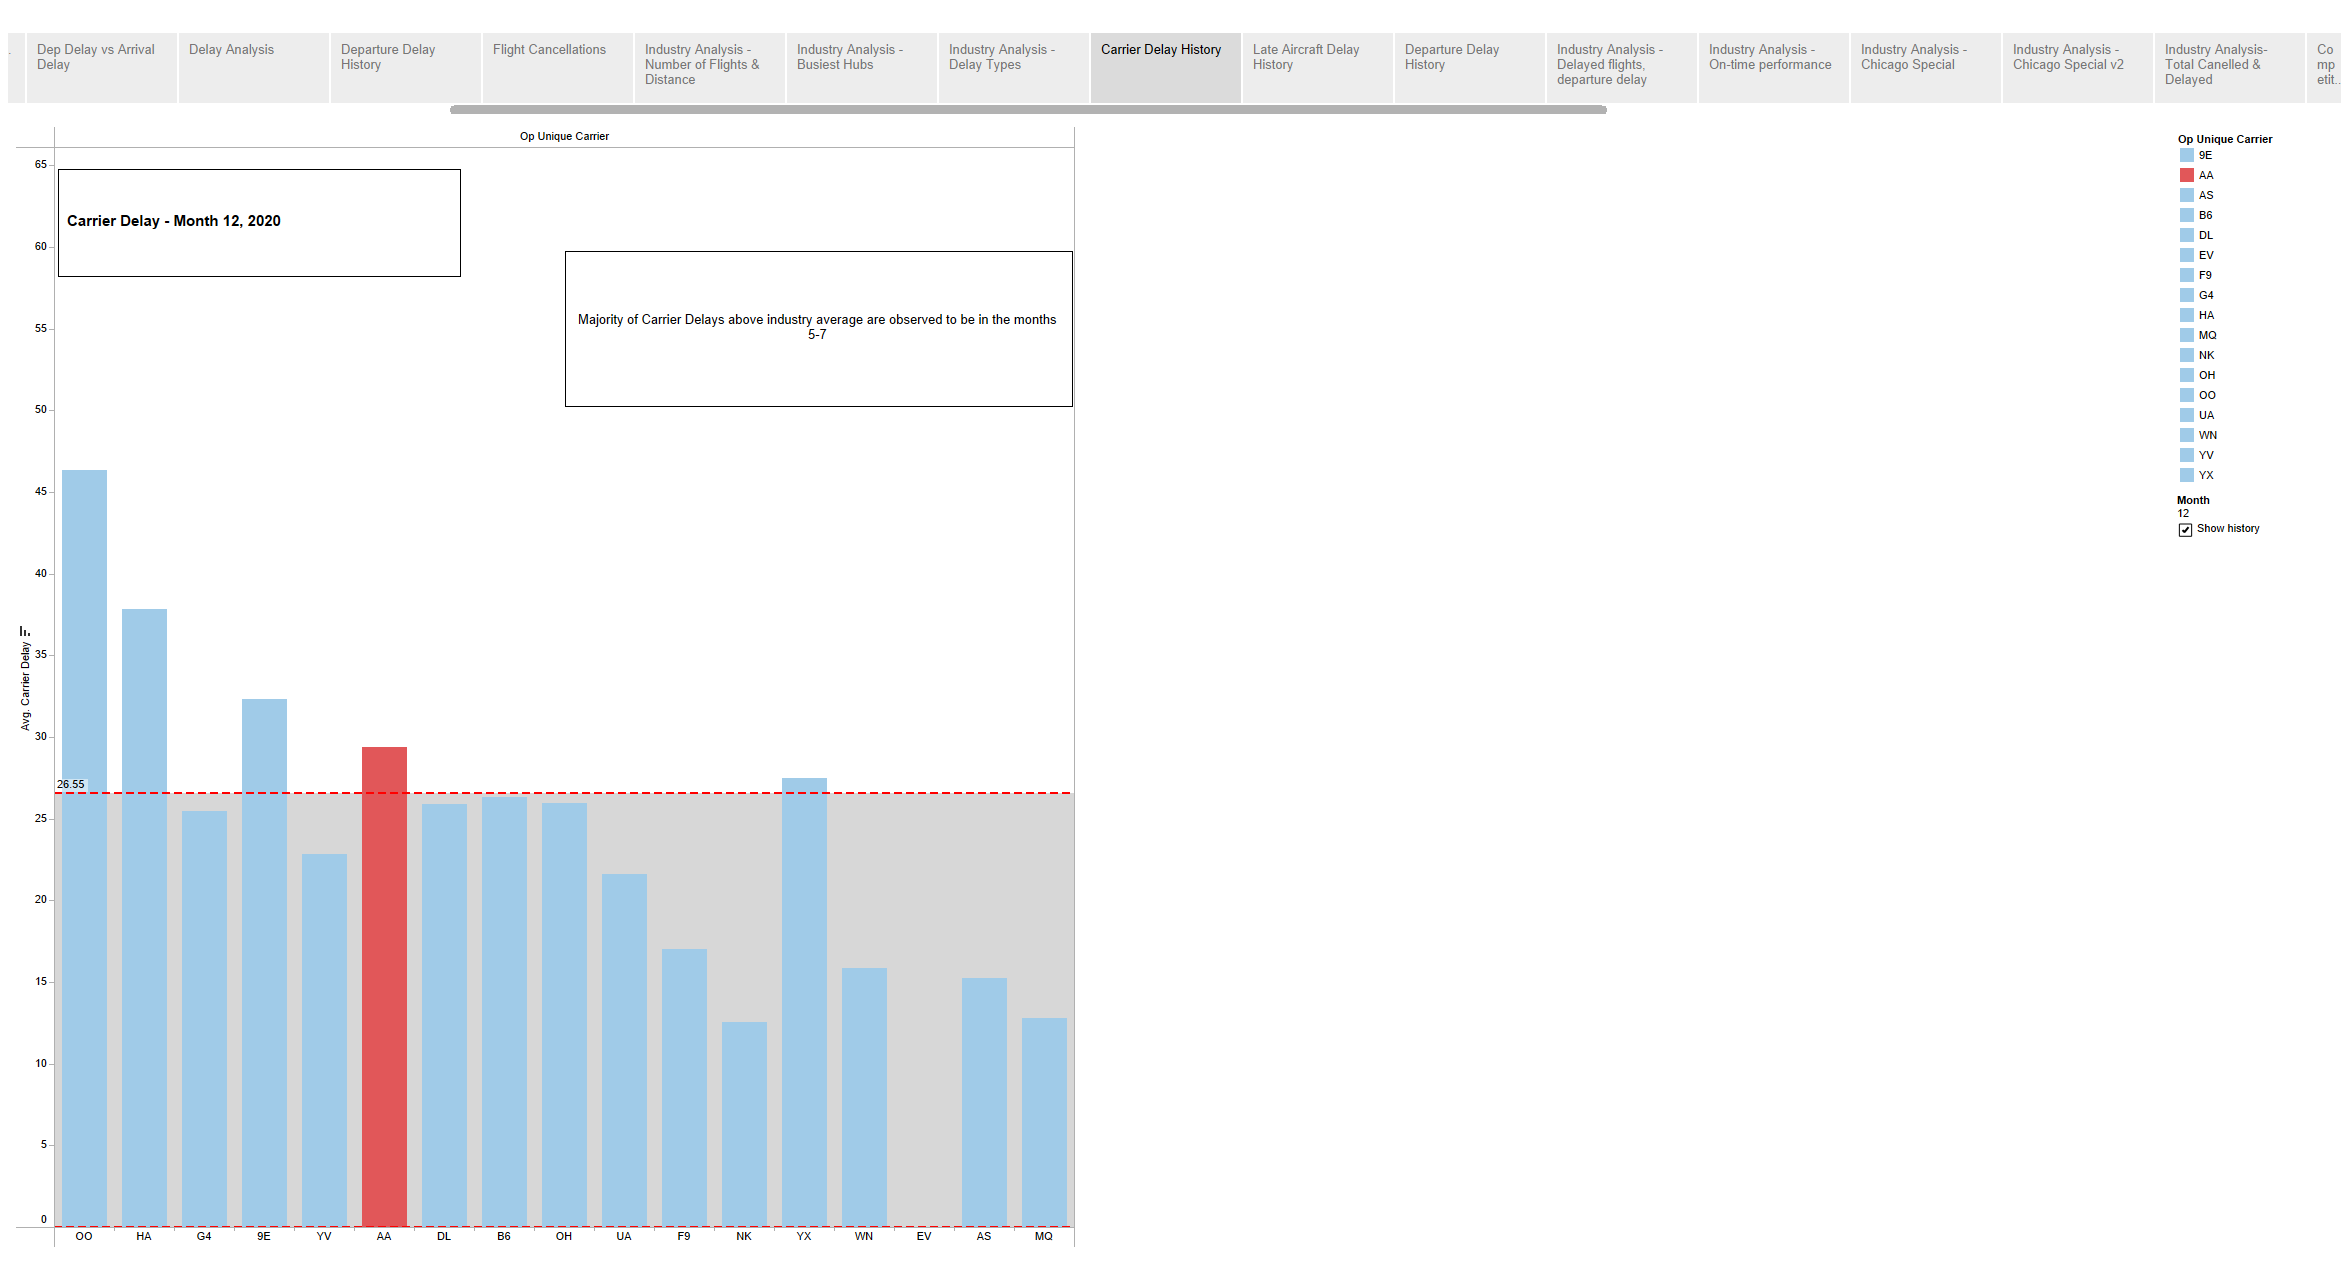 Dep Delay vs Arrival
Delay
Delay Analysis
Departure Delay
History
Flight Cancellations
Industry Analysis -
Number of Flights &
Distance
Industry Analysis -
Busiest Hubs
Industry Analysis -
Delay Types
Carrier Delay History
Late Aircraft Delay
History
Departure Delay
History
Industry Analysis -
Delayed flights,
departure delay
Industry Analysis -
On-time performance
Industry Analysis -
Chicago Special
Industry Analysis -
Chicago Special v2
Industry Analysis-
Total Canelled &
Delayed
Co
mp
etit..
Op Unique Carrier
65
60
55
50
45
40
35
30
25
20
15
10
5
0
Avg. Carrier Delay
Carrier Delay - Month 12, 2020
Majority of Carrier Delays above industry average are observed to be in the months
5-7
26.55
OO HA G4 9E YV AA DL B6 OH UA F9 NK YX WN EV AS MQ
Op Unique Carrier
9E
AA
AS
B6
DL
EV
F9
G4
HA
MQ
NK
OH
OO
UA
WN
YV
YX
Month
12
Show history